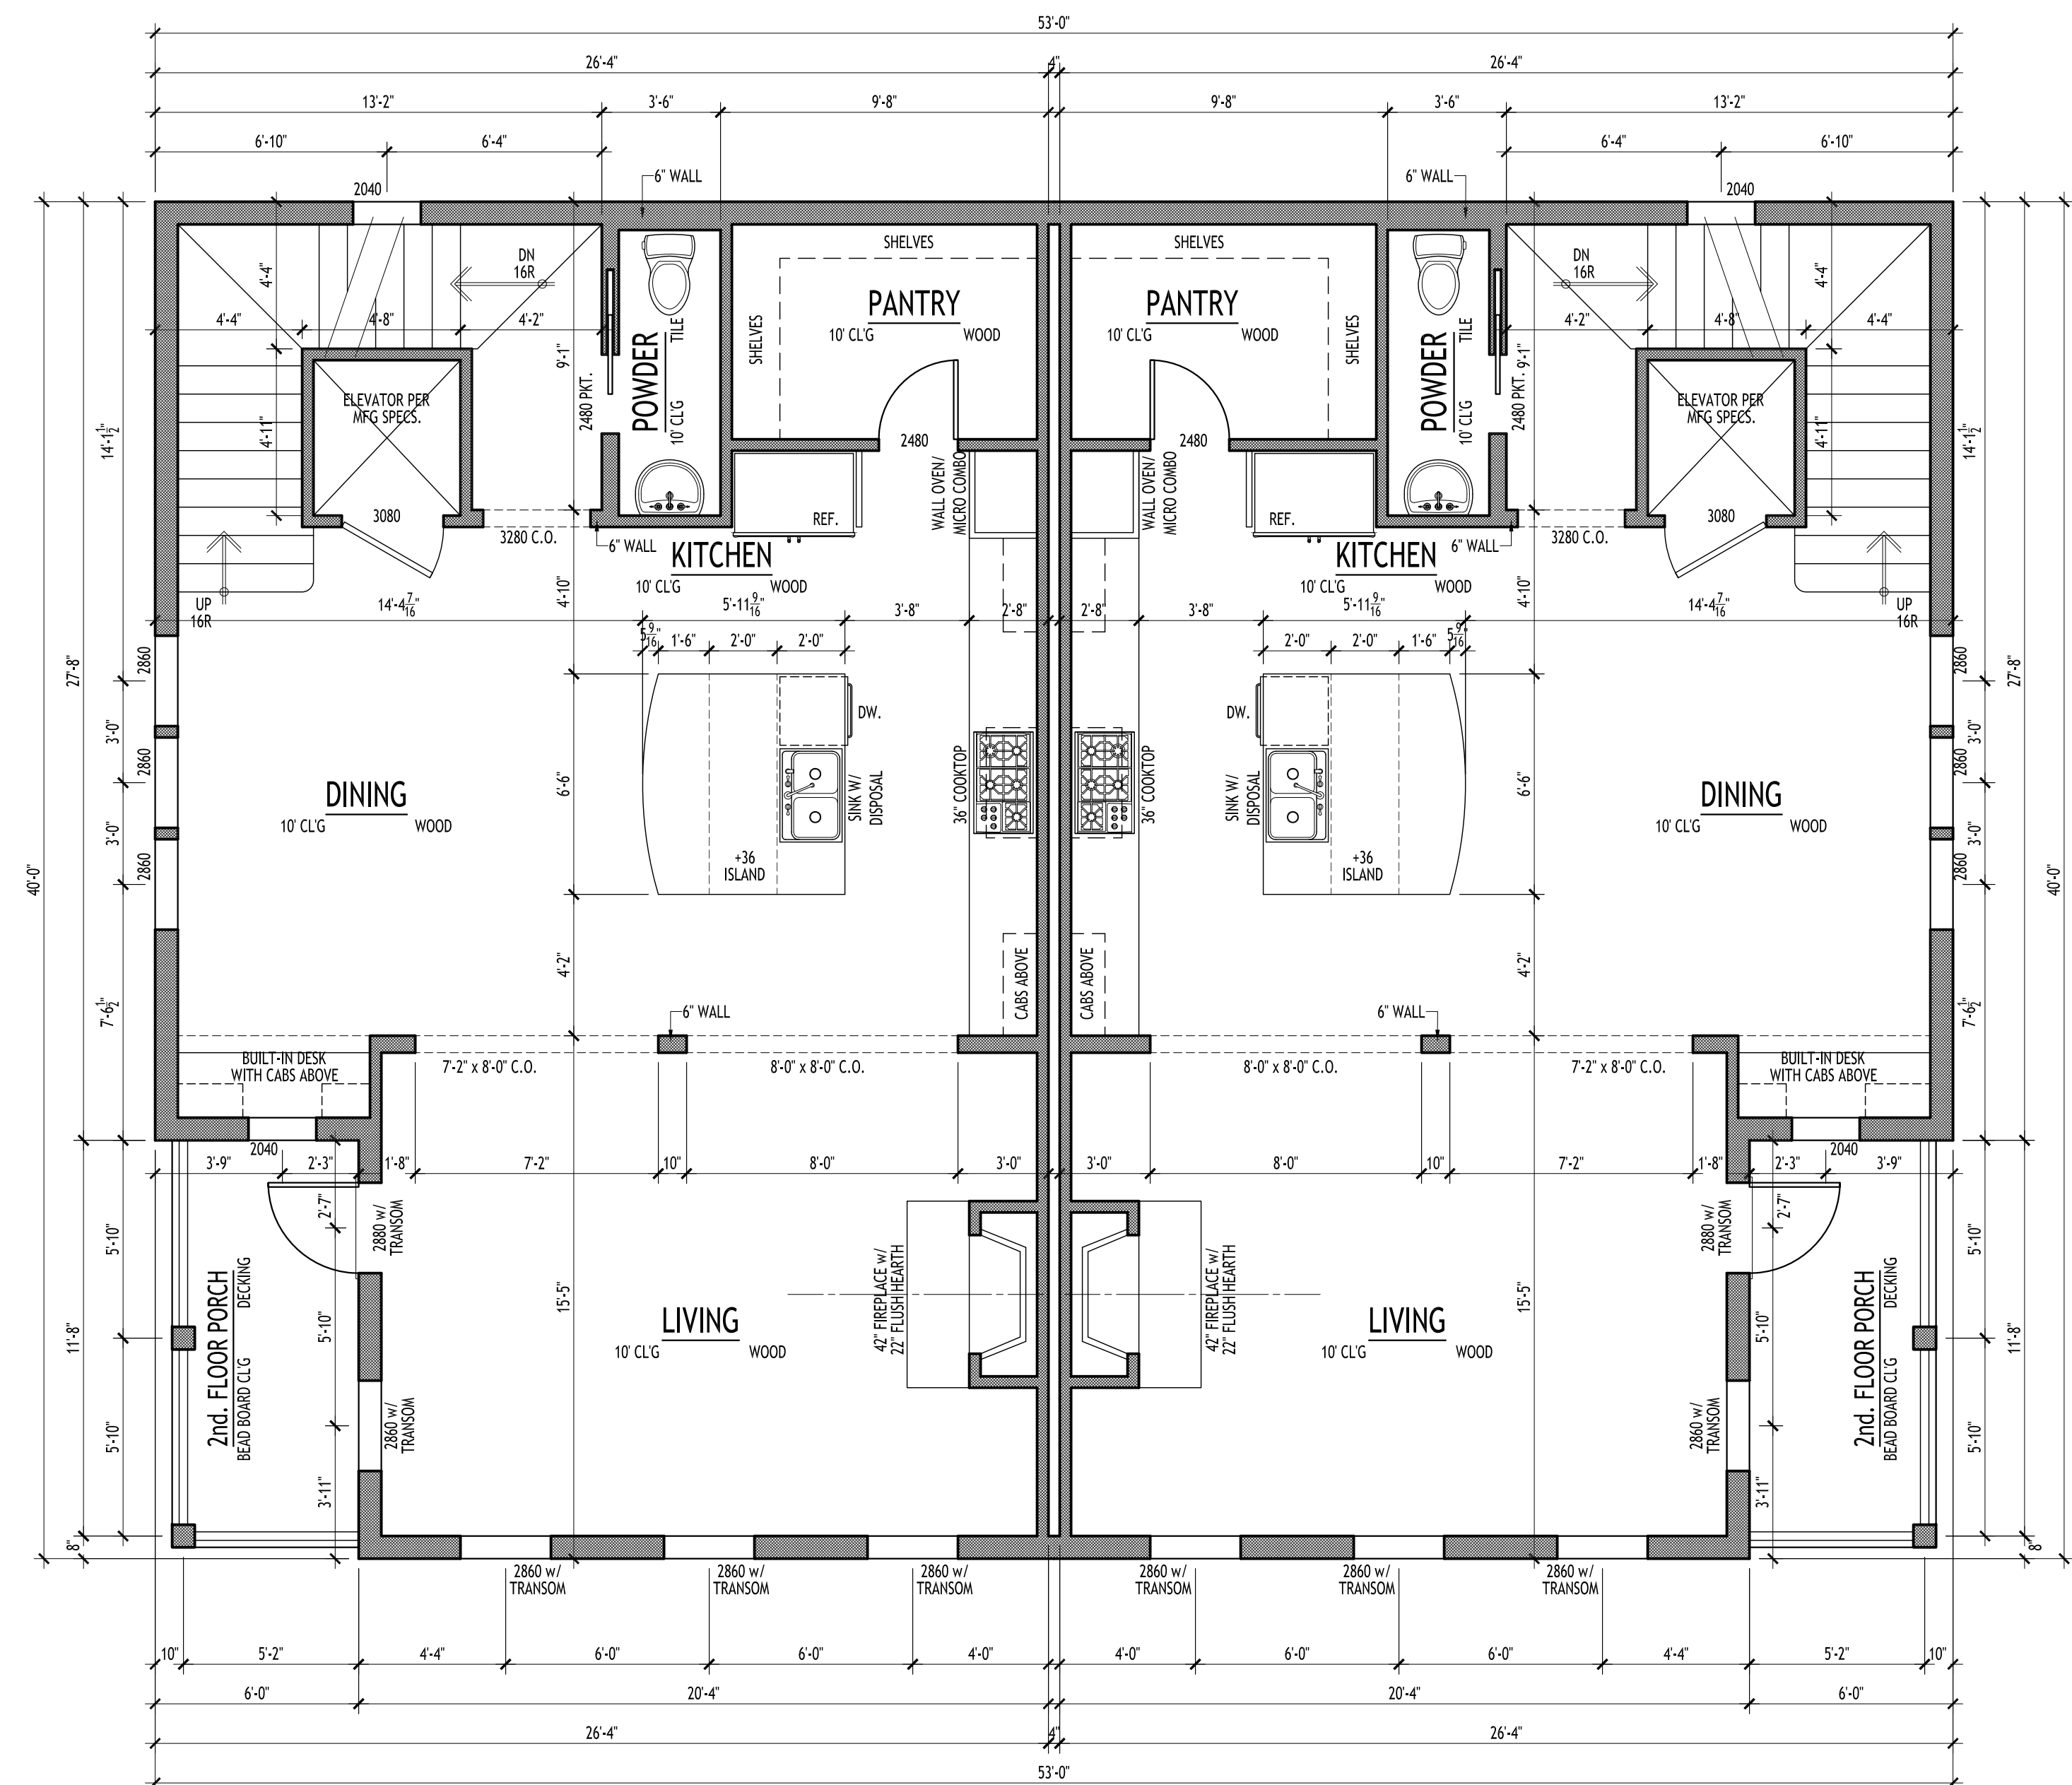 53'-0"
26'-4" 4" 26'-4"
13'-2" 3'-6" 9'-8" 9'-8" 3'-6" 13'-2"
6'-10" 6'-4" 6'-4" 6'-10"
2040 6" WALL 6" WALL 2040
DN
16R
4'-4"
4'-4" 4'-8" 4'-2"
ELEVATOR PER
MFG SPECS.
4'-11"
3080
9'-1"
2480 PKT.
POWDER
10' CL'G TILE
SHELVES
SHELVES
PANTRY
10' CL'G WOOD
2480
WALL OVEN/
MICRO COMBO
REF.
3280 C.O.
6" WALL
SHELVES
SHELVES
PANTRY
10' CL'G WOOD
2480
WALL OVEN/
MICRO COMBO
REF.
POWDER
10' CL'G TILE
2480 PKT.
9'-1"
DN
16R
4'-4"
4'-2" 4'-8" 4'-4"
ELEVATOR PER
MFG SPECS.
4'-11"
3080
3280 C.O.
6" WALL
14'-1 1/2"
27'-8"
40'-0"
14'-1 1/2"
27'-8"
40'-0"
UP
16R
KITCHEN
10' CL'G WOOD
4'-10"
14'-4 7/16" 5'-11 9/16" 3'-8" 2'-8"
5 9/16" 1'-6" 2'-0" 2'-0"
KITCHEN
10' CL'G WOOD
4'-10"
2'-8" 3'-8" 5'-11 9/16" 14'-4 7/16"
2'-0" 2'-0" 1'-6" 5 9/16"
UP
16R
2860
3'-0"
2860
3'-0"
2860
7'-6 1/2"
DINING
10' CL'G WOOD
6'-6"
DW.
SINK W/
DISPOSAL
+36
ISLAND
36" COOKTOP
CABS ABOVE
4'-2"
36" COOKTOP
CABS ABOVE
DW.
SINK W/
DISPOSAL
+36
ISLAND
6'-6"
4'-2"
DINING
10' CL'G WOOD
2860
3'-0"
2860
3'-0"
2860
7'-6 1/2"
6" WALL 6" WALL
BUILT-IN DESK
WITH CABS ABOVE
7'-2" x 8'-0" C.O. 8'-0" x 8'-0" C.O. 8'-0" x 8'-0" C.O. 7'-2" x 8'-0" C.O.
BUILT-IN DESK
WITH CABS ABOVE
2040 2040
3'-9" 2'-3" 1'-8" 7'-2" 10" 8'-0" 3'-0" 3'-0" 8'-0" 10" 7'-2" 1'-8" 2'-3" 3'-9"
2'-7"
2880 w/
TRANSOM
5'-10"
5'-10"
11'-8"
2nd. FLOOR PORCH
BEAD BOARD CL'G DECKING
5'-10"
2860 w/
TRANSOM
3'-11"
8"
15'-5"
LIVING
10' CL'G WOOD
42" FIREPLACE w/
22" FLUSH HEARTH
42" FIREPLACE w/
22" FLUSH HEARTH
LIVING
10' CL'G WOOD
15'-5"
2880 w/
TRANSOM
2'-7"
5'-10"
2860 w/
TRANSOM
3'-11"
2nd. FLOOR PORCH
BEAD BOARD CL'G DECKING
5'-10"
5'-10"
11'-8"
8"
2860 w/
TRANSOM
2860 w/
TRANSOM
2860 w/
TRANSOM
2860 w/
TRANSOM
2860 w/
TRANSOM
2860 w/
TRANSOM
10" 5'-2" 4'-4" 6'-0" 6'-0" 4'-0" 4'-0" 6'-0" 6'-0" 4'-4" 5'-2" 10"
6'-0" 20'-4" 20'-4" 6'-0"
26'-4" 4" 26'-4"
53'-0"